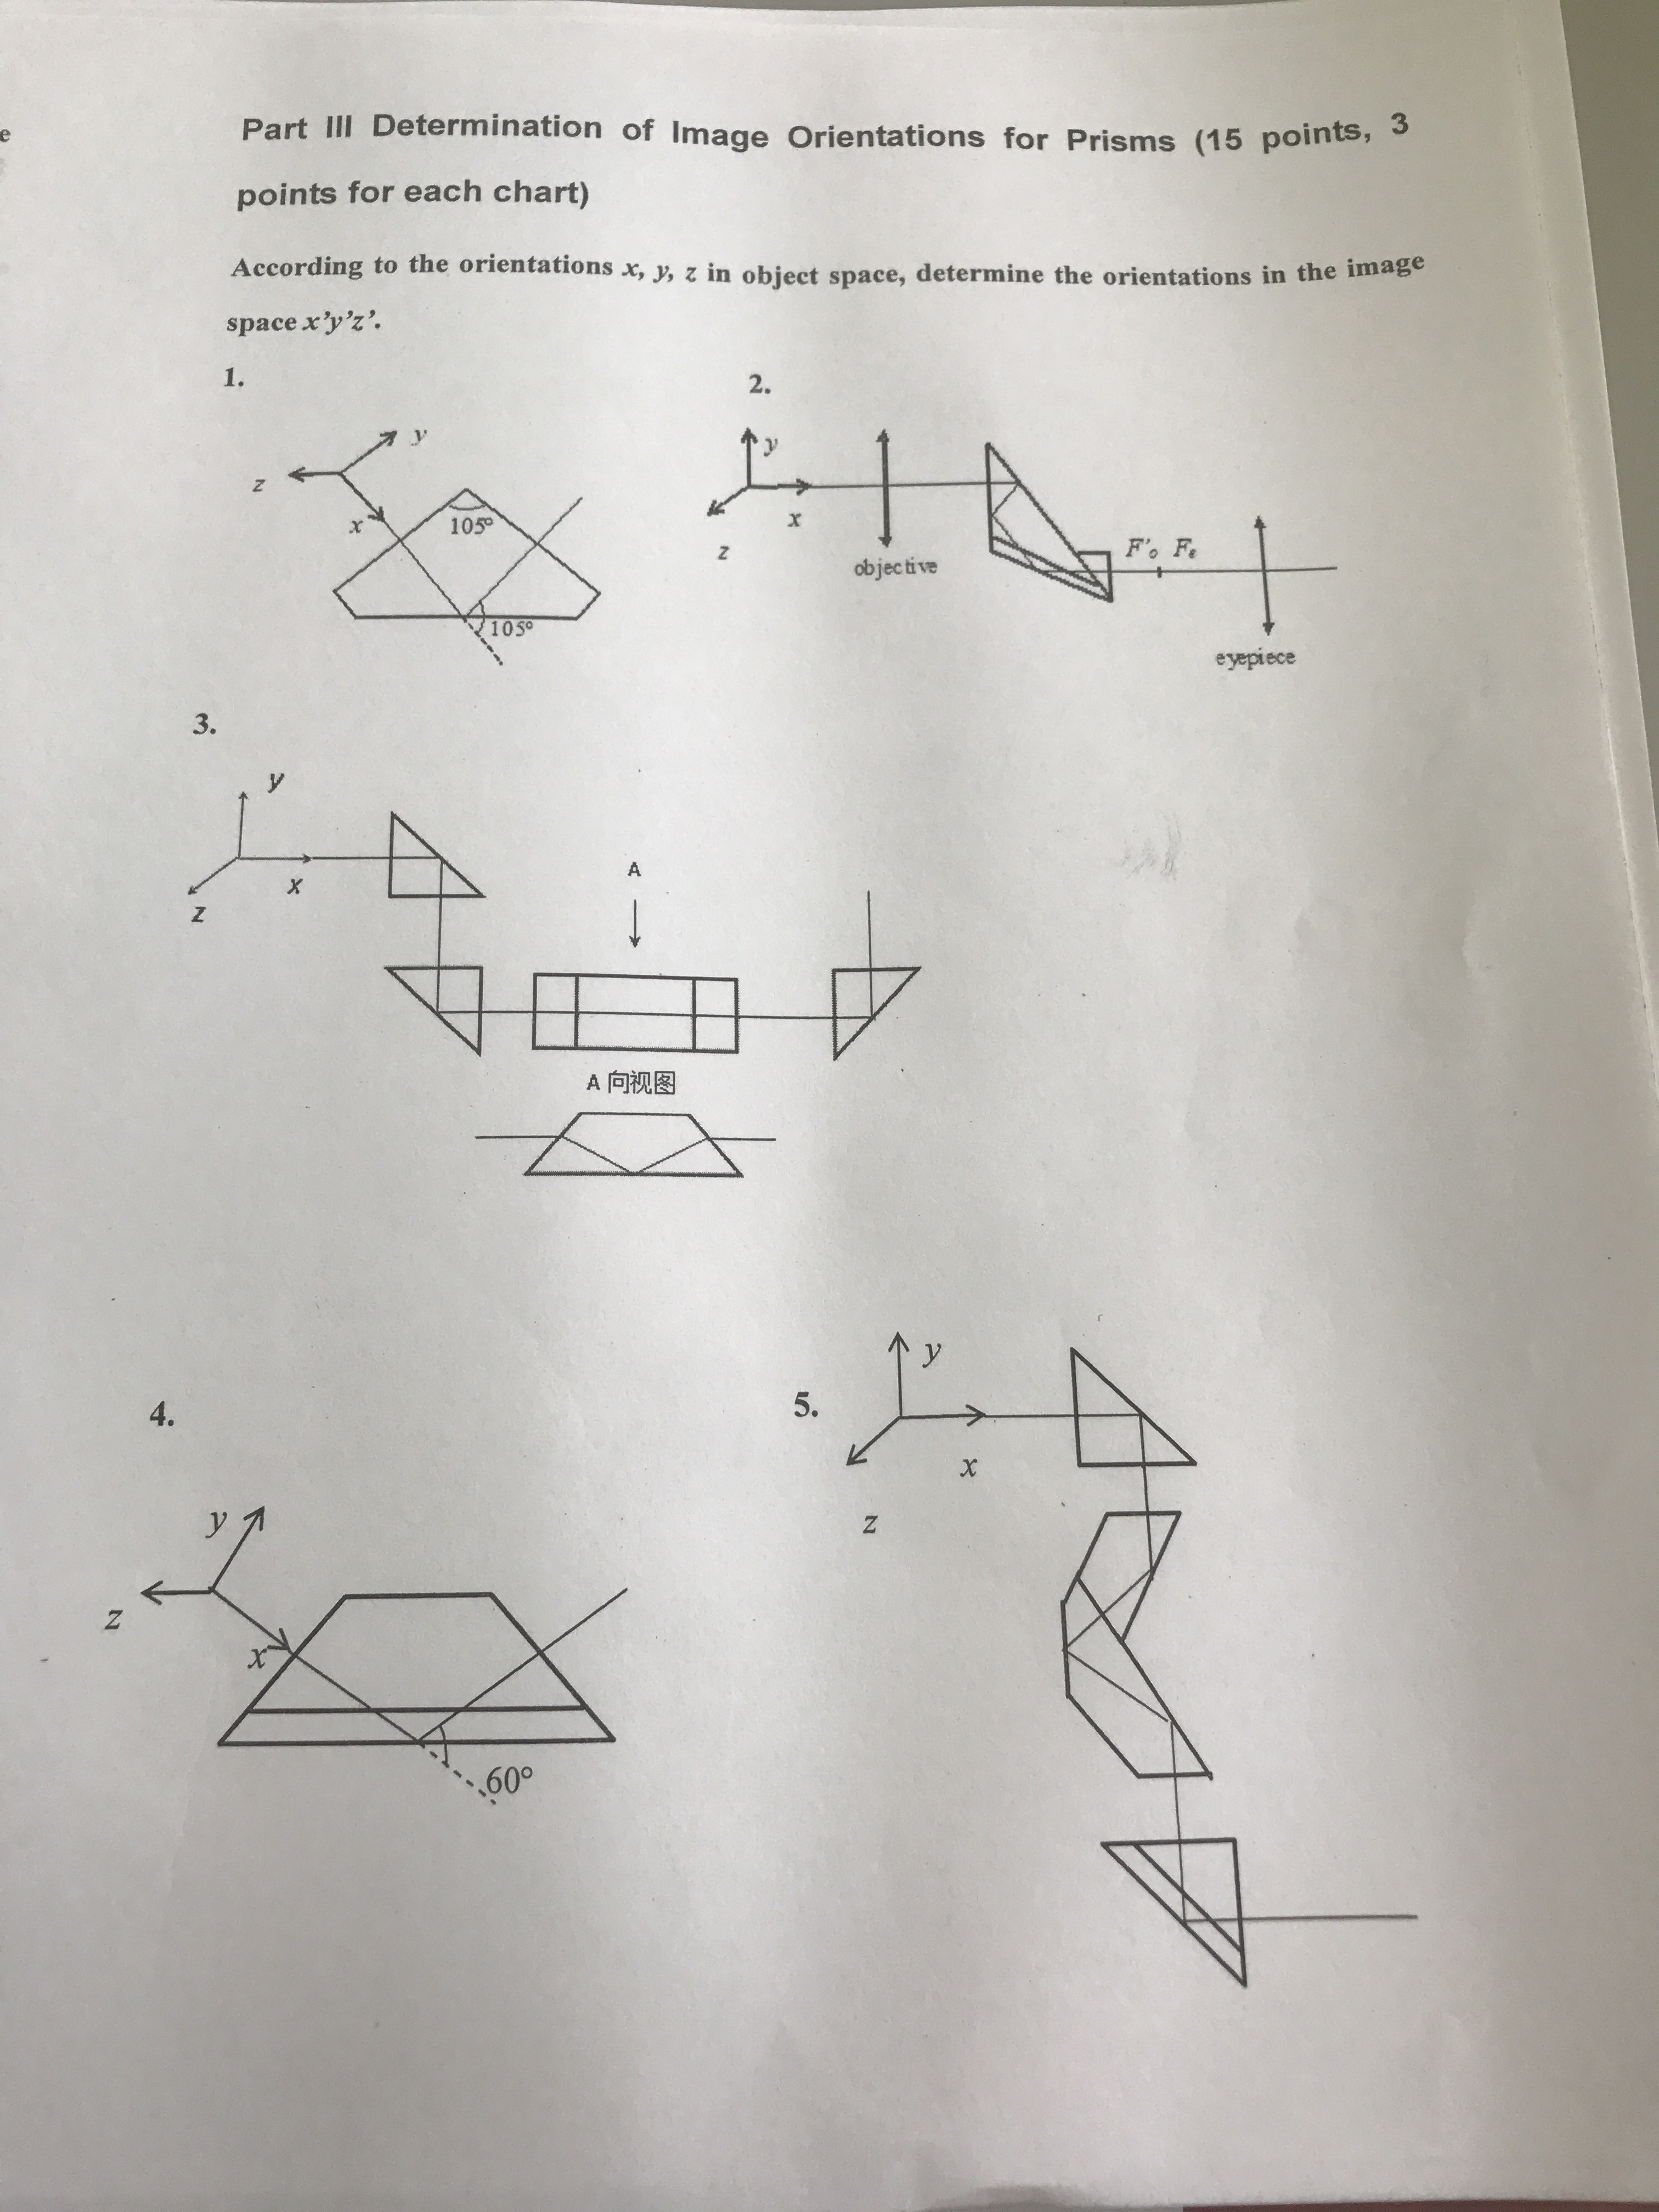 e
Part III Determination of Image Orientations for Prisms (15 points, 3
points for each chart)
According to the orientations x, y, z in object space, determine the orientations in the image
space x'y'z'.
1.
y
z
x
105°
105°
2.
y
x
z
objective
F'o Fe
eyepiece
3.
y
x
z
A
A 向视图
4.
y
z
x
60°
5.
y
x
z